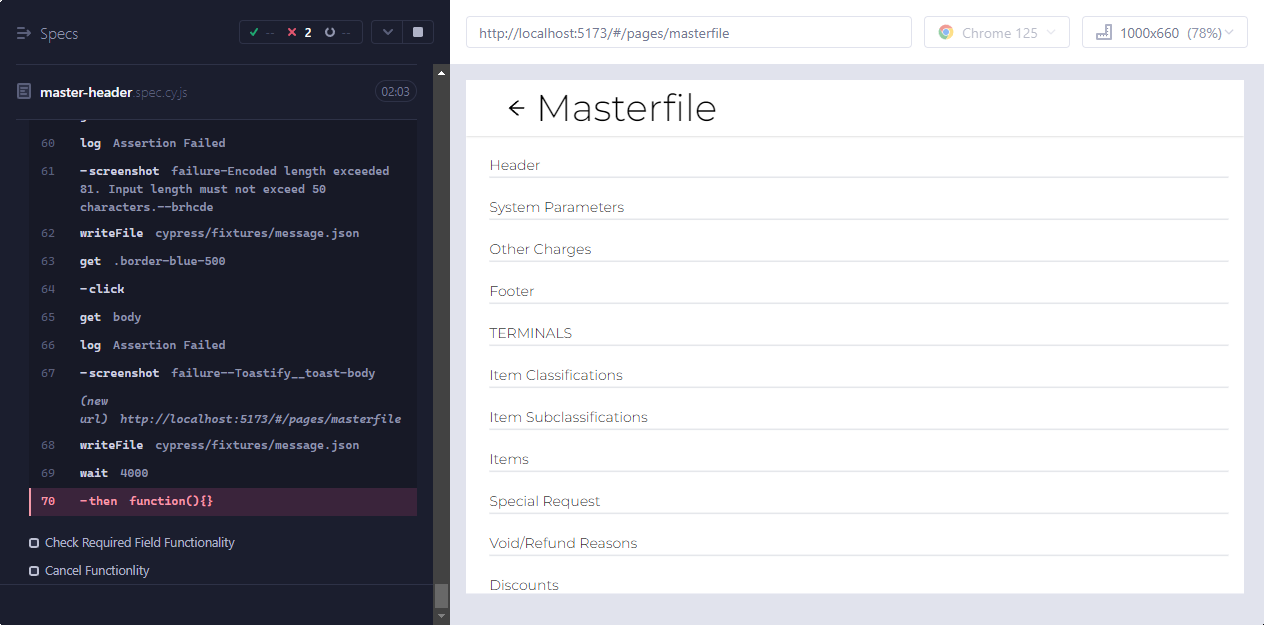 Specs
-- 2 --
master-header.spec.cy.js 02:03
60 log Assertion Failed
61 -screenshot failure-Encoded length exceeded
81. Input length must not exceed 50
characters.--brhcde
62 writeFile cypress/fixtures/message.json
63 get .border-blue-500
64 -click
65 get body
66 log Assertion Failed
67 -screenshot failure--Toastify__toast-body
(new
url) http://localhost:5173/#/pages/masterfile
68 writeFile cypress/fixtures/message.json
69 wait 4000
70 -then function(){}
Check Required Field Functionality
Cancel Functionlity
http://localhost:5173/#/pages/masterfile
Chrome 125
1000x660 (78%)
Masterfile
Header
System Parameters
Other Charges
Footer
TERMINALS
Item Classifications
Item Subclassifications
Items
Special Request
Void/Refund Reasons
Discounts